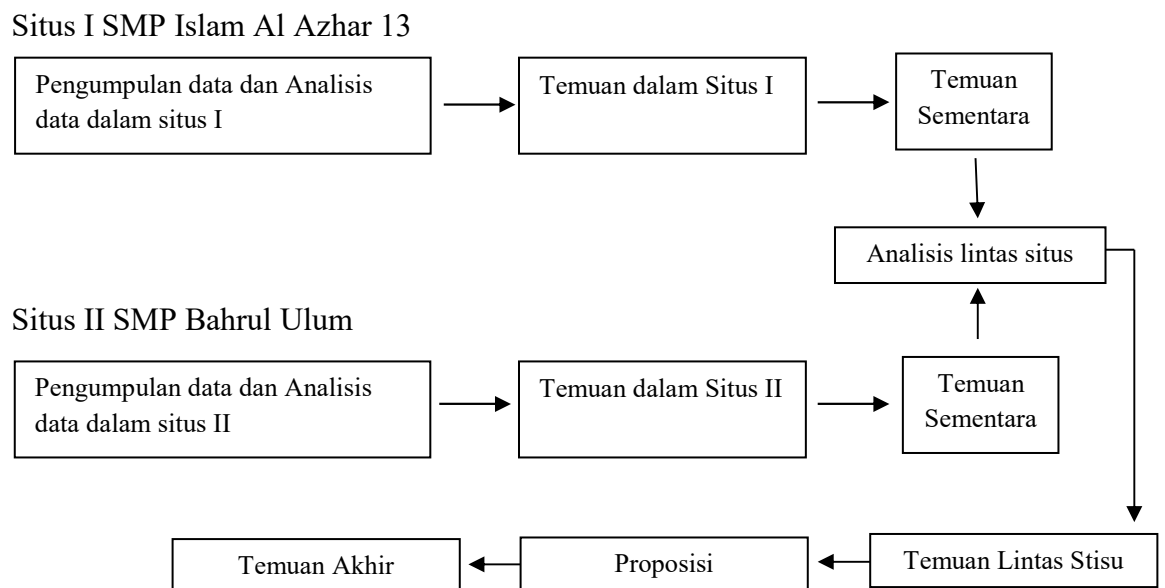 Situs I SMP Islam Al Azhar 13
Pengumpulan data dan Analisis
data dalam situs I
Temuan dalam Situs I
Temuan
Sementara
Analisis lintas situs
Situs II SMP Bahrul Ulum
Pengumpulan data dan Analisis
data dalam situs II
Temuan dalam Situs II
Temuan
Sementara
Temuan Akhir
Proposisi
Temuan Lintas Stisu